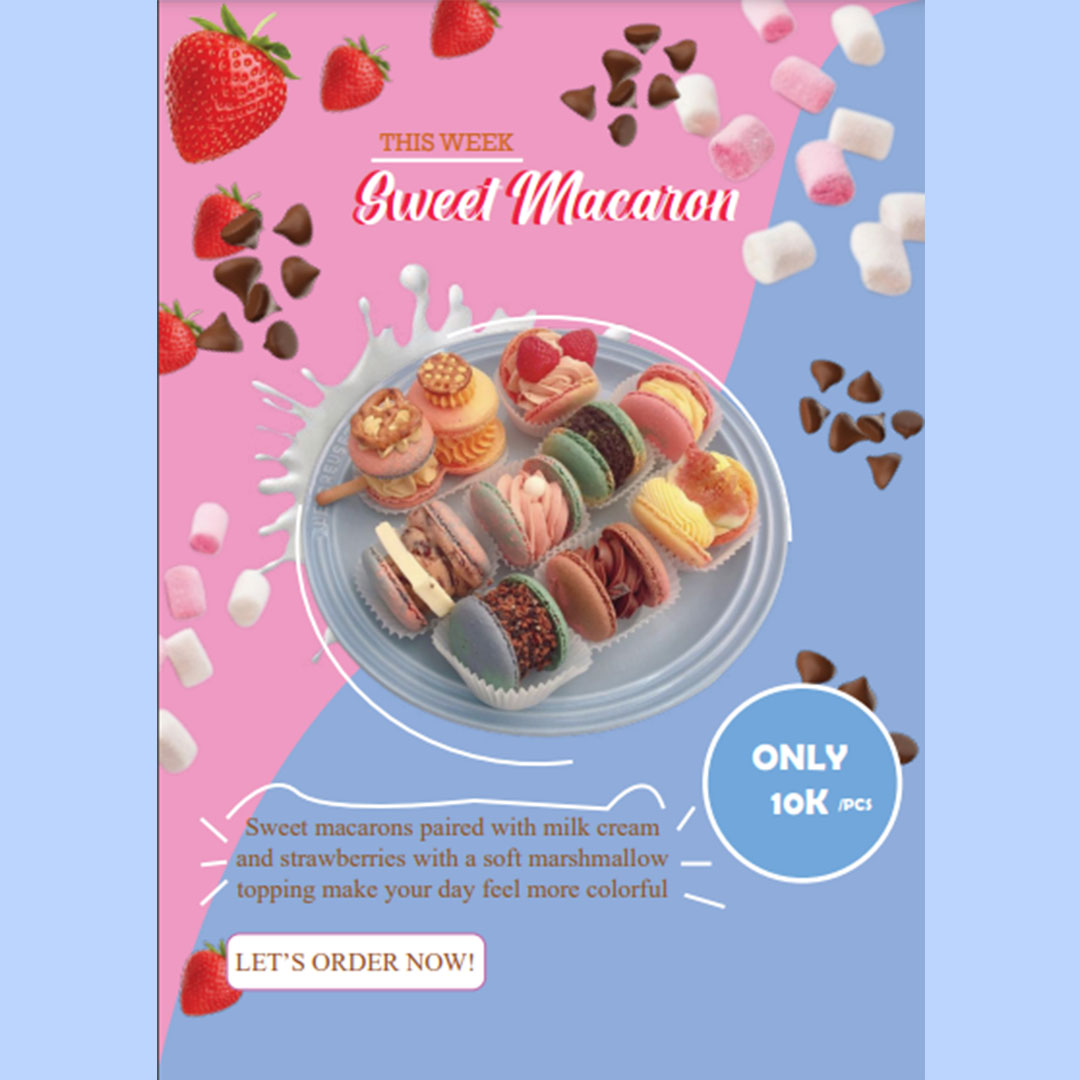 THIS WEEK
Sweet Macaron
ONLY
10K /PCS
Sweet macarons paired with milk cream
and strawberries with a soft marshmallow
topping make your day feel more colorful
LET’S ORDER NOW!